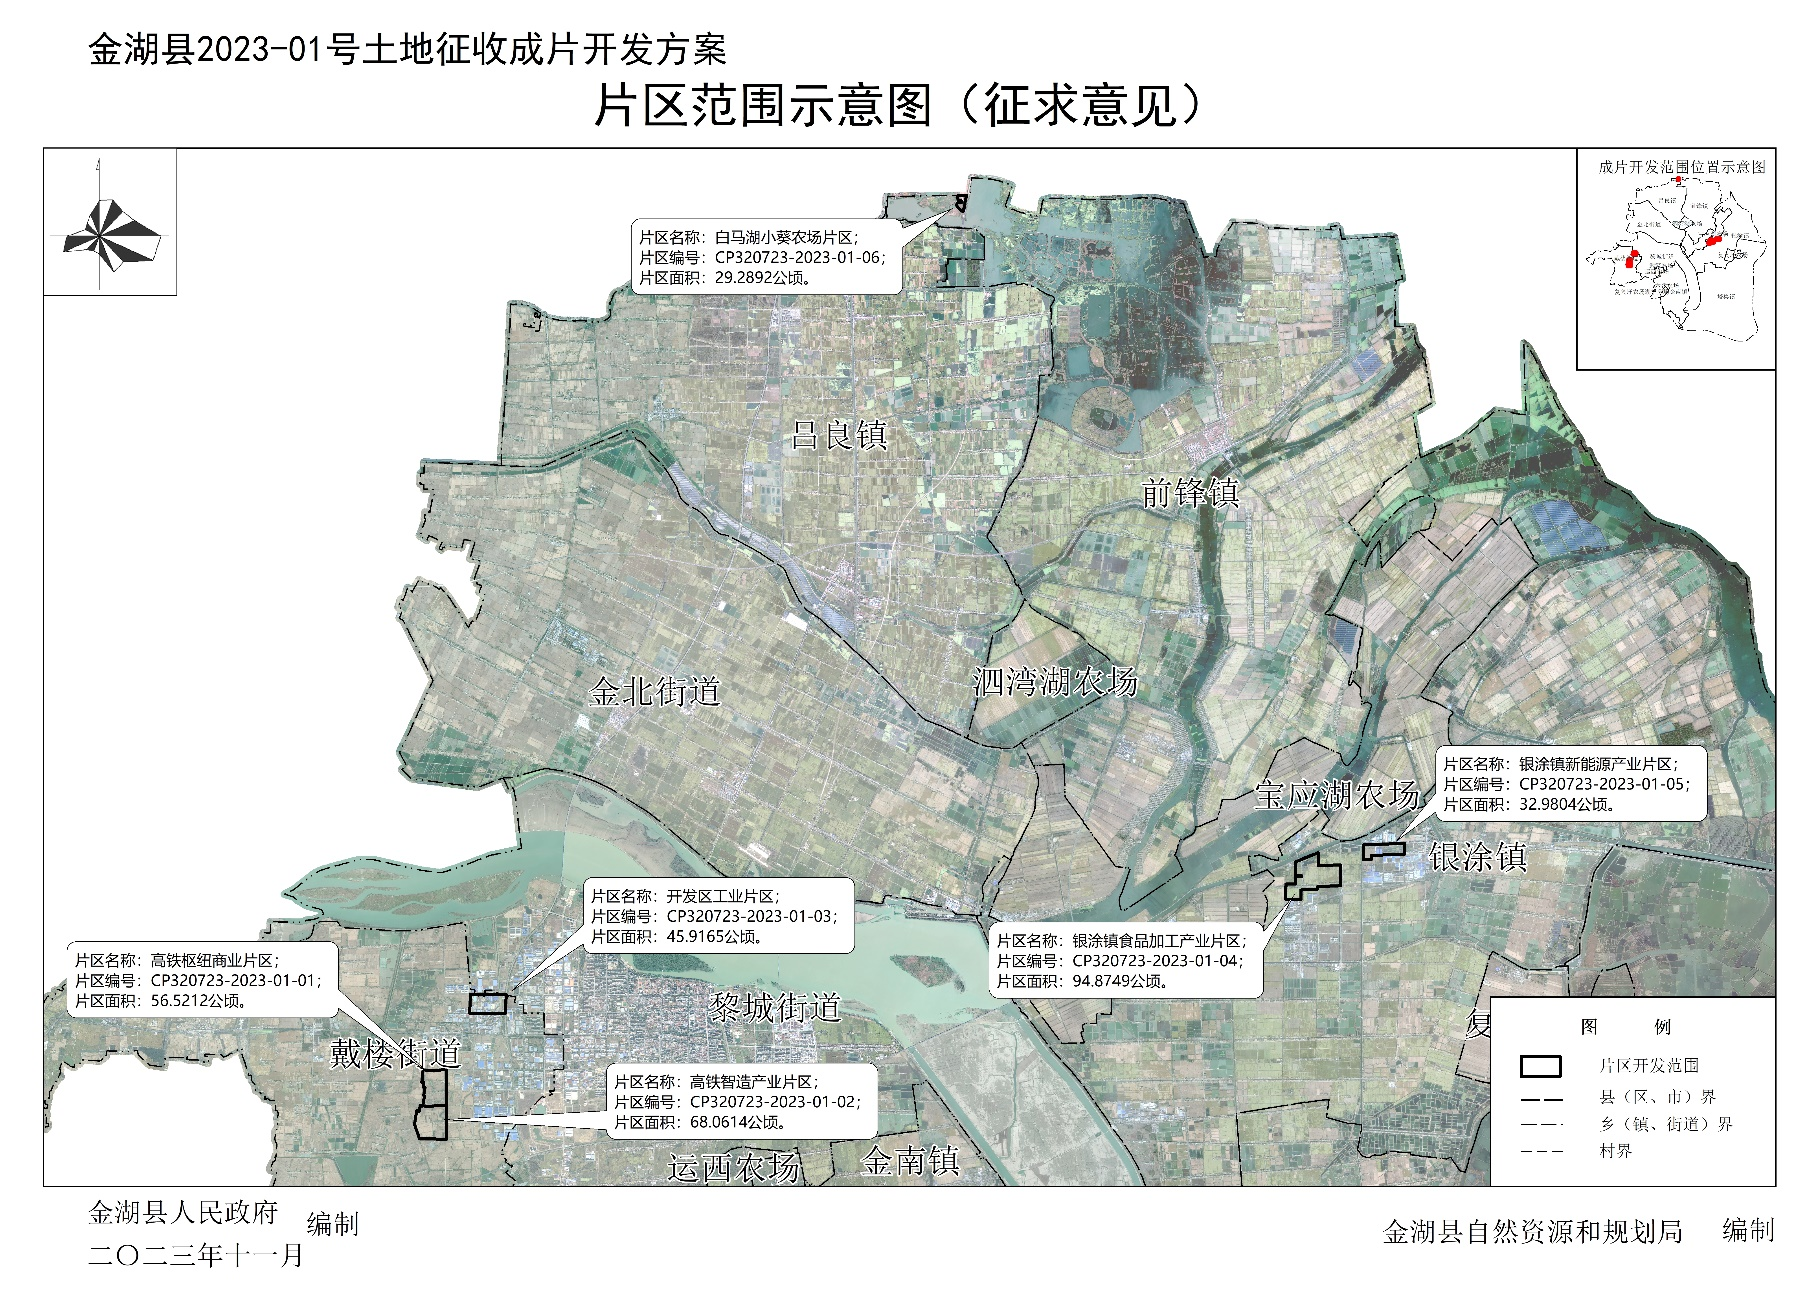 金湖县2023-01号土地征收成片开发方案
片区范围示意图（征求意见）
成片开发范围位置示意图
片区名称：白马湖小葵农场片区；
片区编号：CP320723-2023-01-06；
片区面积：29.2892公顷。
吕良镇
前锋镇
泗湾湖农场
金北街道
片区名称：银涂镇新能源产业片区；
片区编号：CP320723-2023-01-05；
片区面积：32.9804公顷。
宝应湖农场
银涂镇
片区名称：开发区工业片区；
片区编号：CP320723-2023-01-03；
片区面积：45.9165公顷。
片区名称：银涂镇食品加工产业片区；
片区编号：CP320723-2023-01-04；
片区面积：94.8749公顷。
片区名称：高铁枢纽商业片区；
片区编号：CP320723-2023-01-01；
片区面积：56.5212公顷。
黎城街道
戴楼街道
片区名称：高铁智造产业片区；
片区编号：CP320723-2023-01-02；
片区面积：68.0614公顷。
运西农场
金南镇
复
图 例
片区开发范围
县（区、市）界
乡（镇、街道）界
村界
金湖县人民政府 编制
二〇二三年十一月
金湖县自然资源和规划局 编制